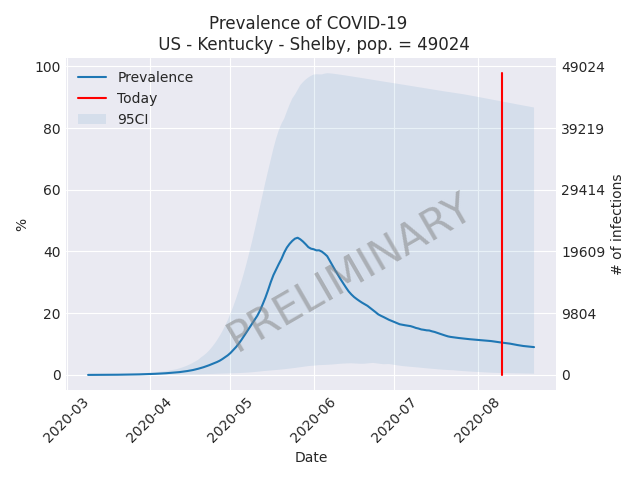 Prevalence of COVID-19
US - Kentucky - Shelby, pop. = 49024
Prevalence
Today
95CI
100
80
60
40
20
0
%
49024
39219
29414
19609
9804
0
# of infections
PRELIMINARY
2020-03
2020-04
2020-05
2020-06
2020-07
2020-08
Date